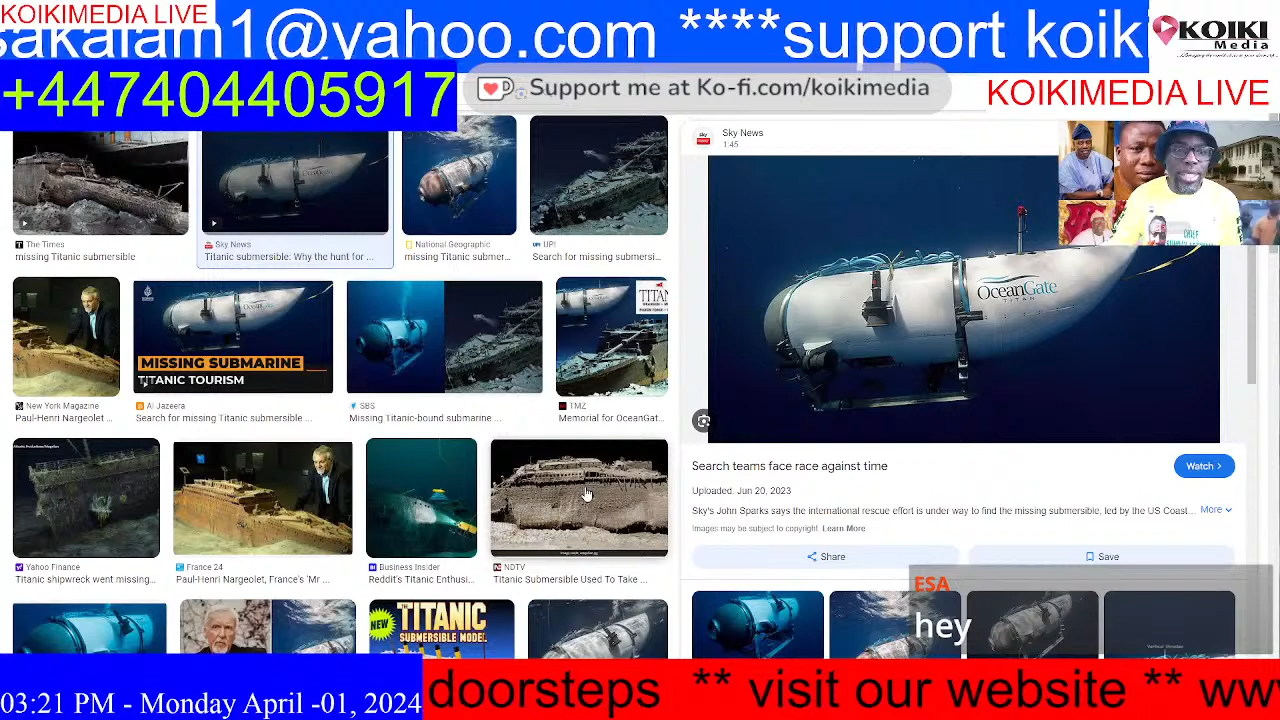 KOIKIMEDIA LIVE
sakalam1@yahoo.com ****support koik
KOIKI
Media
+447404405917
Support me at Ko-fi.com/koikimedia
KOIKIMEDIA LIVE
The Times
missing Titanic submersible
Sky News
Titanic submersible: Why the hunt for ...
National Geographic
missing Titanic submer...
UPI
Search for missing submersi...
MISSING SUBMARINE
TITANIC TOURISM
New York Magazine
Paul-Henri Nargeolet ...
Al Jazeera
Search for missing Titanic submersible ...
SBS
Missing Titanic-bound submarine ...
TMZ
Memorial for OceanGat...
Yahoo Finance
Titanic shipwreck went missing...
France 24
Paul-Henri Nargeolet, France's 'Mr ...
Business Insider
Reddit's Titanic Enthusi...
NDTV
Titanic Submersible Used To Take ...
NEW
THE
TITANIC
SUBMERSIBLE MODEL
Sky News
1:45
OceanGate
TITAN
Search teams face race against time
Watch
Uploaded: Jun 20, 2023
Sky's John Sparks says the international rescue effort is under way to find the missing submersible, led by the US Coast... More
Images may be subject to copyright. Learn More
Share
Save
ESA
hey
03:21 PM - Monday April -01, 2024
doorsteps ** visit our website ** ww